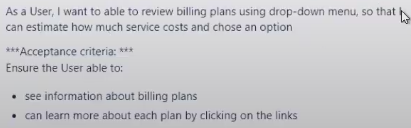 As a User, I want to able to review billing plans using drop-down menu, so that I
can estimate how much service costs and chose an option
***Acceptance criteria: ***
Ensure the User able to:
• see information about billing plans
• can learn more about each plan by clicking on the links